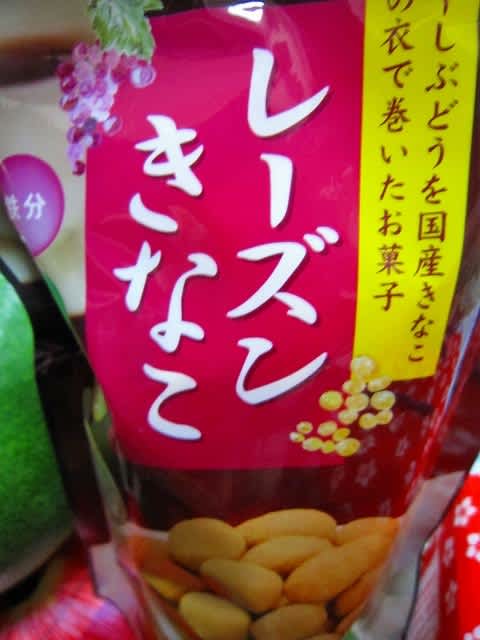 しぶどうを国産きなこ
の衣で巻いたお菓子
レーズン
きなこ
鉄分